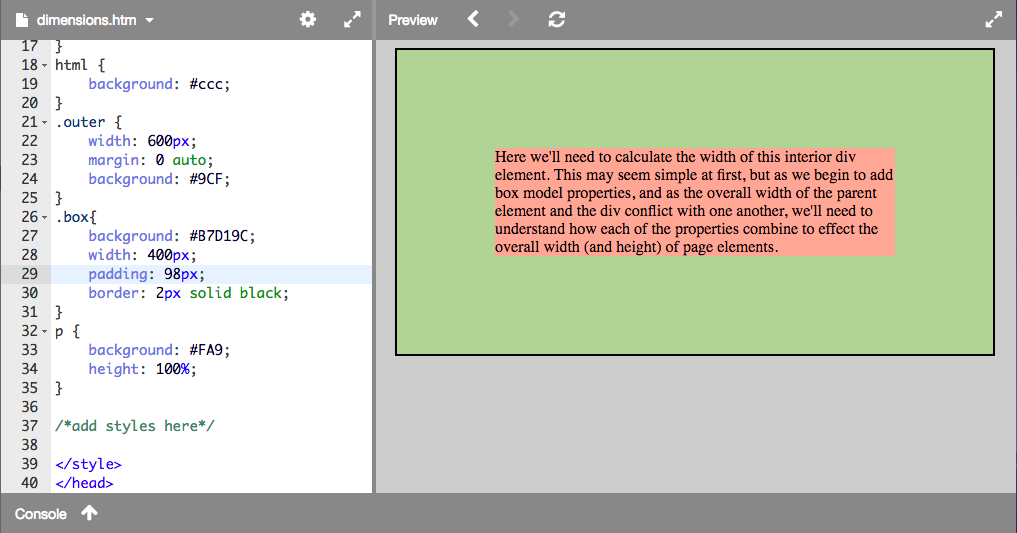 dimensions.htm
Preview
17 }
18 html {
19 background: #ccc;
20 }
21 .outer {
22 width: 600px;
23 margin: 0 auto;
24 background: #9CF;
25 }
26 .box{
27 background: #B7D19C;
28 width: 400px;
29 padding: 98px;
30 border: 2px solid black;
31 }
32 p {
33 background: #FA9;
34 height: 100%;
35 }
36
37 /*add styles here*/
38
39 </style>
40 </head>
Here we'll need to calculate the width of this interior div
element. This may seem simple at first, but as we begin to add
box model properties, and as the overall width of the parent
element and the div conflict with one another, we'll need to
understand how each of the properties combine to effect the
overall width (and height) of page elements.
Console